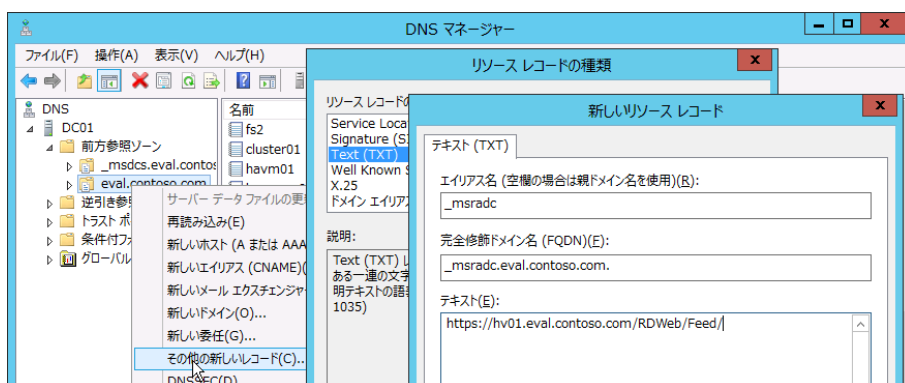 DNS マネージャー
ファイル(F) 操作(A) 表示(V) ヘルプ(H)
DNS
DC01
前方参照ゾーン
_msdcs.eval.contos
eval.contoso.com
逆引き参照
トラスト ポ
条件付フ
グローバル
名前
fs2
cluster01
havm01
サーバー データ ファイルの更
再読み込み(E)
新しいホスト (A または AAA
新しいエイリアス (CNAME)(
新しいメール エクスチェンジャ
新しいドメイン(O)...
新しい委任(G)...
その他の新しいレコード(C)...
DNSSEC(D)
リソース レコードの種類
リソース レコードの
Service Loca
Signature (S
Text (TXT)
Well Known S
X.25
ドメイン エイリア
説明:
Text (TXT) レ
ある一連の文字
明テキストの語
1035)
新しいリソース レコード
テキスト (TXT)
エイリアス名 (空欄の場合は親ドメイン名を使用)(R):
_msradc
完全修飾ドメイン名 (FQDN)(F):
_msradc.eval.contoso.com.
テキスト(E):
https://hv01.eval.contoso.com/RDWeb/Feed/